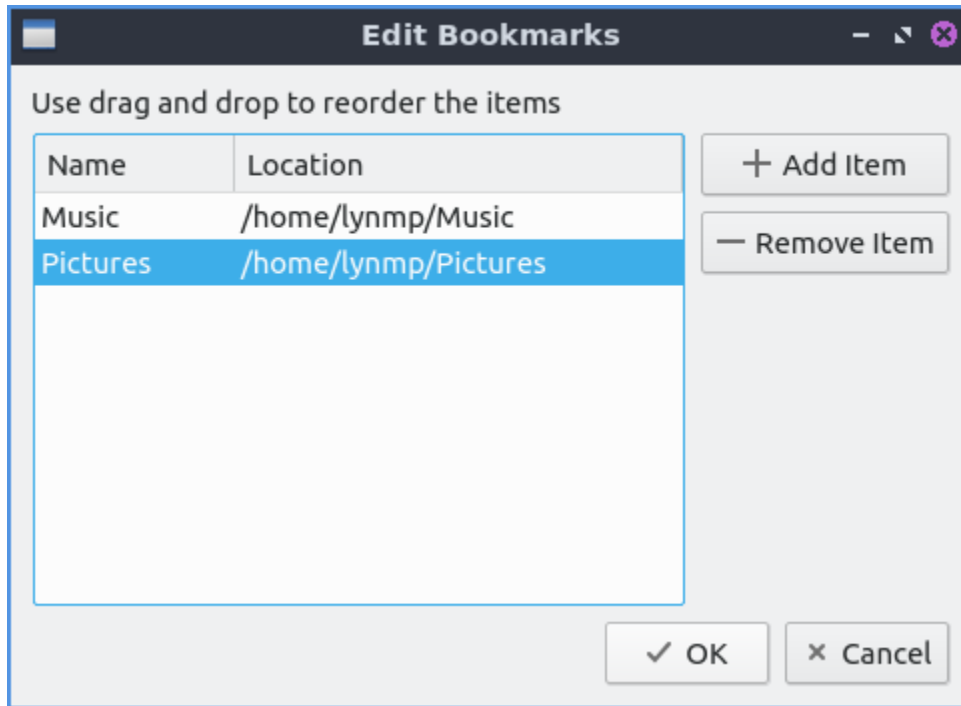 Edit Bookmarks
Use drag and drop to reorder the items
Name Location
Music /home/lynmp/Music
Pictures /home/lynmp/Pictures
Add Item
Remove Item
OK Cancel